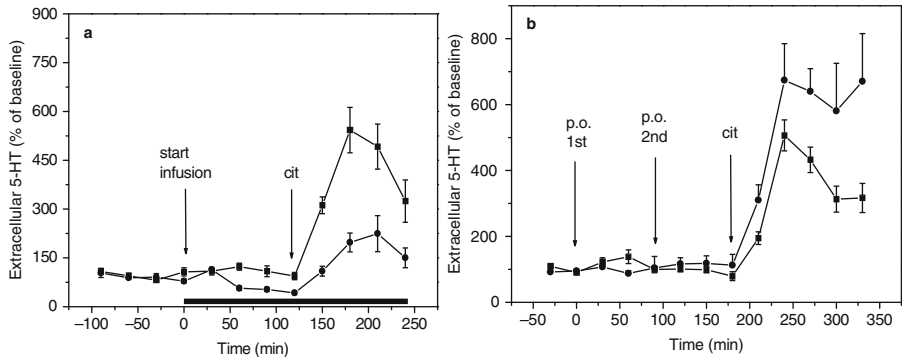 a
Extracellular 5-HT (% of baseline)
900
750
600
450
300
150
0
start
infusion
cit
−100
−50
0
50
100
150
200
250
Time (min)
b
Extracellular 5-HT (% of baseline)
800
600
400
200
0
p.o.
1st
p.o.
2nd
cit
−50
0
50
100
150
200
250
300
350
Time (min)